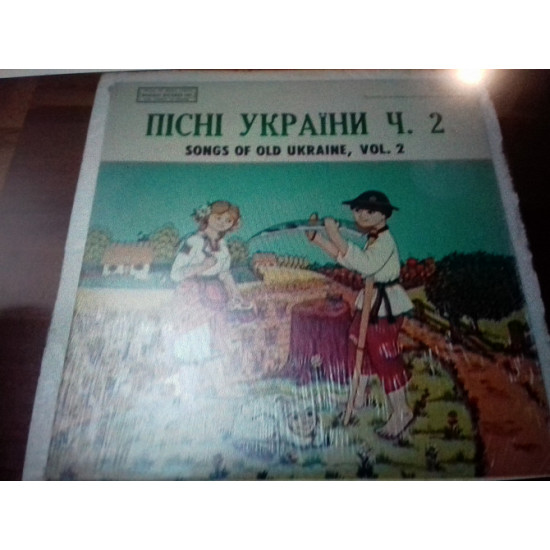 ПІСНІ УКРАЇНИ Ч. 2
SONGS OF OLD UKRAINE, VOL. 2